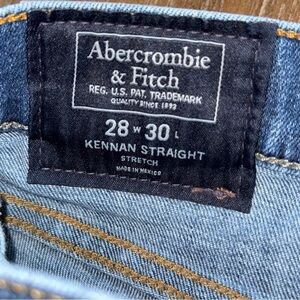 Abercrombie
& Fitch
REG. U.S. PAT. TRADEMARK
QUALITY SINCE 1892
28 W 30 L
KENNAN STRAIGHT
STRETCH
MADE IN MEXICO